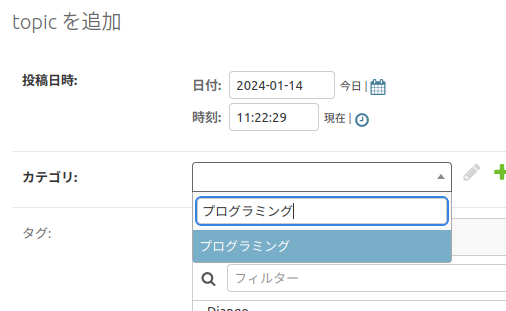 topic を追加
投稿日時:
日付: 2024-01-14 今日 |
時刻: 11:22:29 現在 |
カテゴリ:
プログラミング
プログラミング
タグ:
フィルター
Django